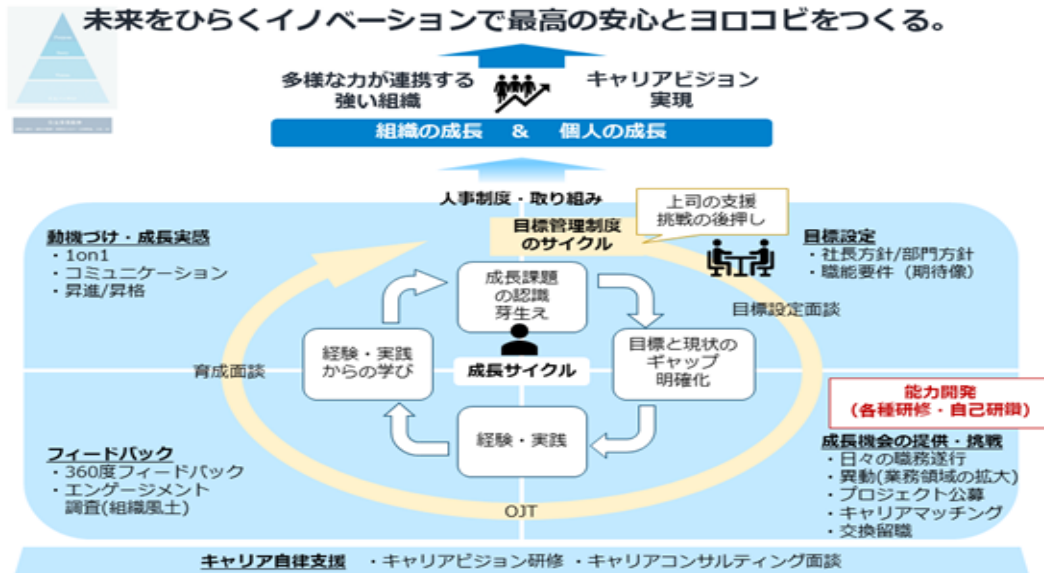 未来をひらくイノベーションで最高の安心とヨロコビをつくる。
多様な力が連携する
強い組織
キャリアビジョン
実現
組織の成長 & 個人の成長
人事制度・取り組み
目標管理制度
のサイクル
上司の支援
挑戦の後押し
動機づけ・成長実感
・1on1
・コミュニケーション
・昇進/昇格
目標設定
・社長方針/部門方針
・職能要件（期待像）
目標設定面談
成長課題
の認識
芽生え
経験・実践
からの学び
成長サイクル
目標と現状の
ギャップ
明確化
育成面談
経験・実践
能力開発
(各種研修・自己研鑽)
フィードバック
・360度フィードバック
・エンゲージメント
調査(組織風土)
OJT
成長機会の提供・挑戦
・日々の職務遂行
・異動(業務領域の拡大)
・プロジェクト公募
・キャリアマッチング
・交換留職
キャリア自律支援 ・キャリアビジョン研修 ・キャリアコンサルティング面談